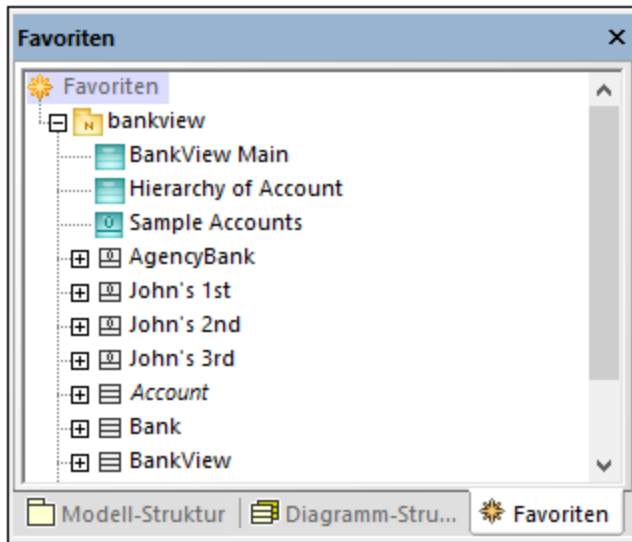 Favoriten
Favoriten
bankview
BankView Main
Hierarchy of Account
Sample Accounts
AgencyBank
John's 1st
John's 2nd
John's 3rd
Account
Bank
BankView
Modell-Struktur Diagramm-Stru... Favoriten